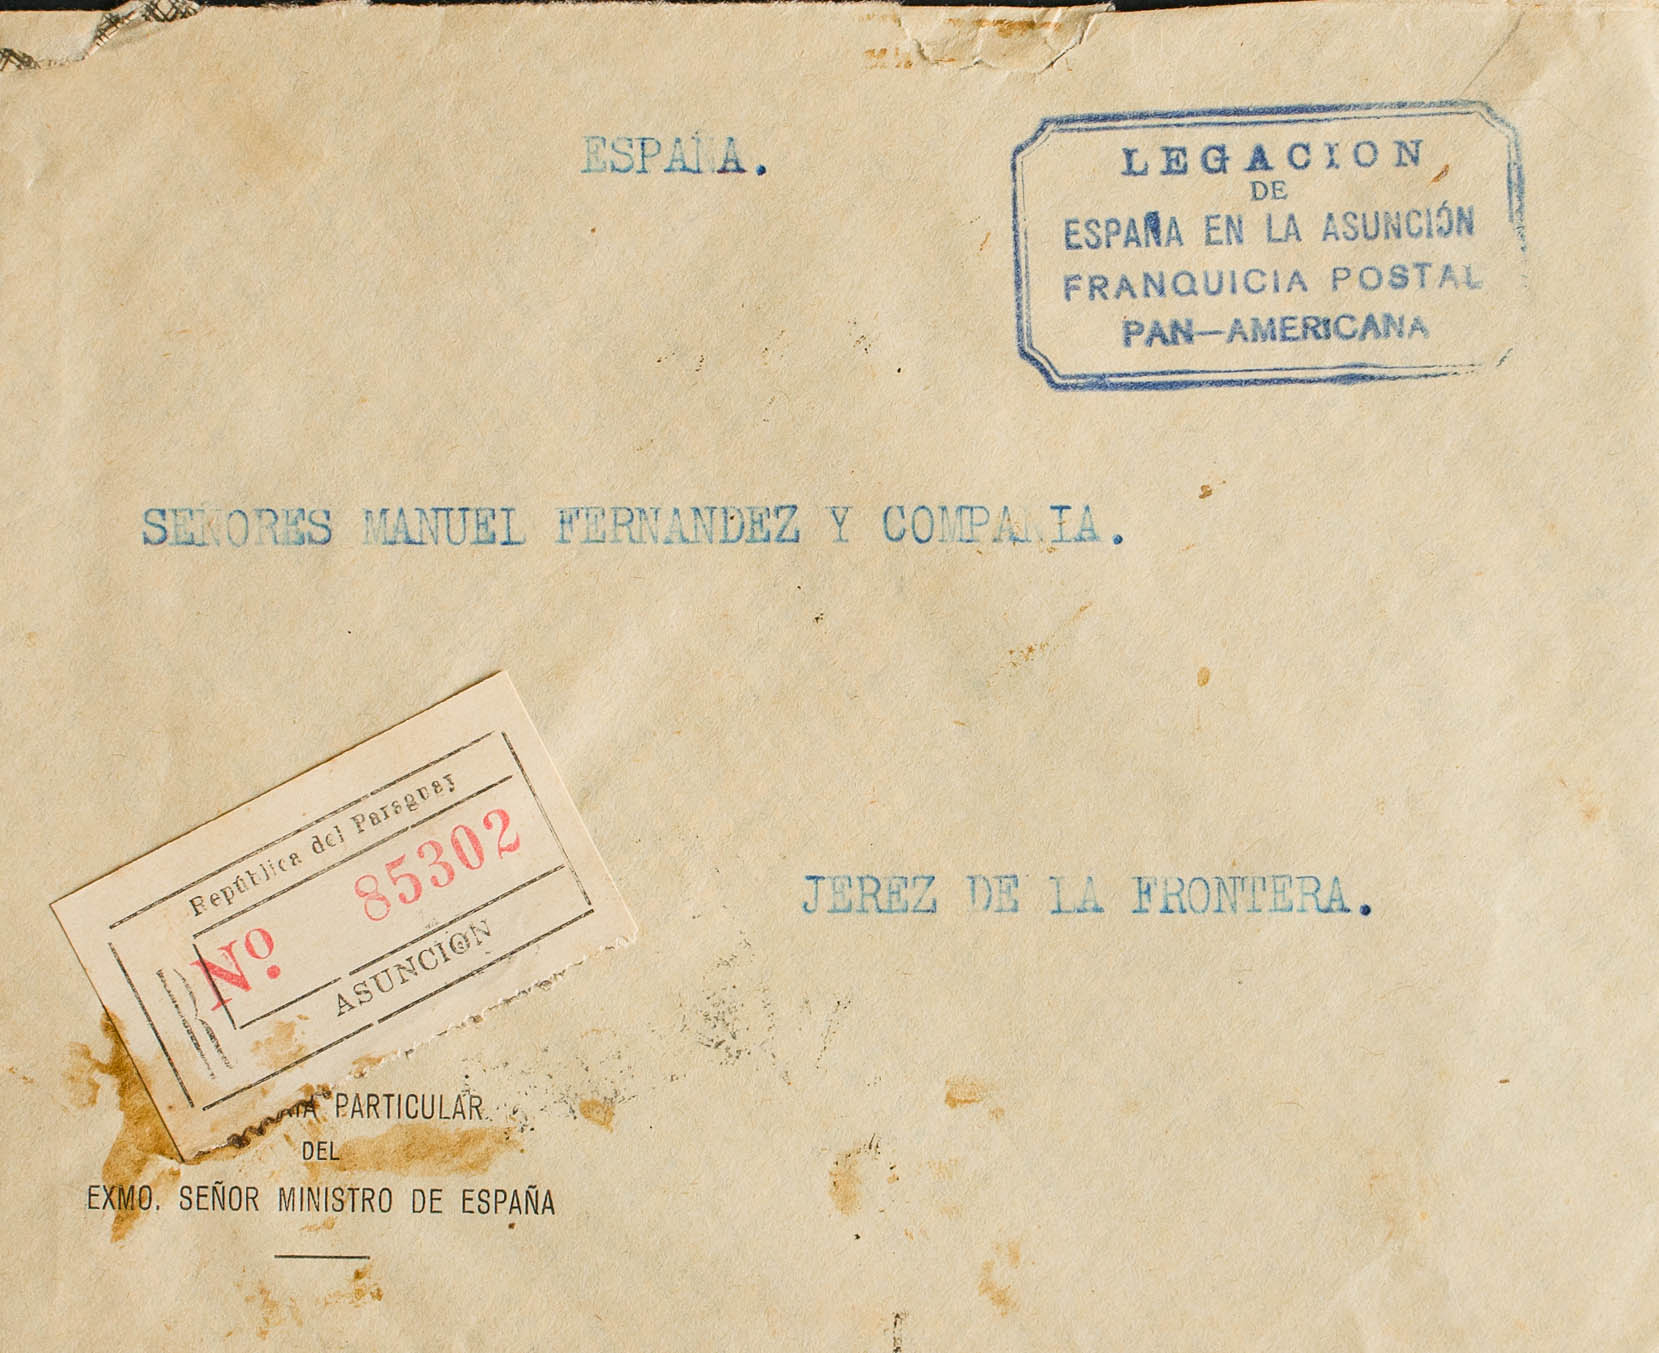 ESPAÑA.
LEGACION
DE
ESPAÑA EN LA ASUNCIÓN
FRANQUICIA POSTAL
PAN-AMERICANA
SEÑORES MANUEL FERNANDEZ Y COMPAÑIA.
República del Paraguay
R Nº 85302
ASUNCION
JEREZ DE LA FRONTERA.
PARTICULAR
DEL
EXMO. SEÑOR MINISTRO DE ESPAÑA